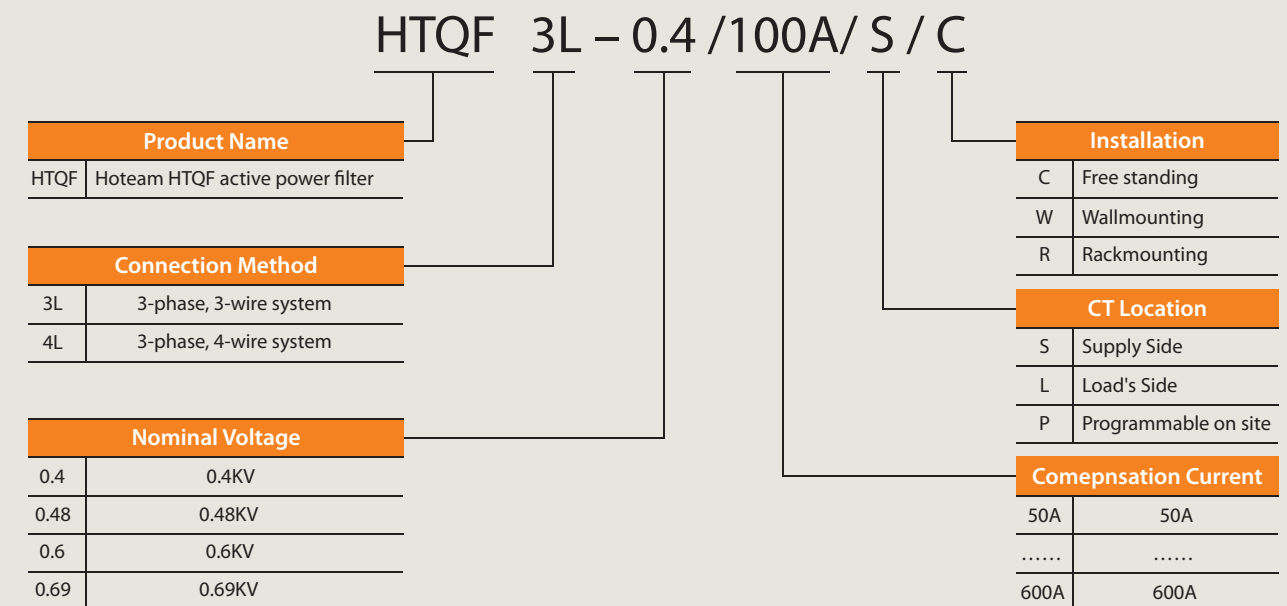 HTQF 3L – 0.4 /100A/ S / C
Product Name
HTQF Hoteam HTQF active power filter
Connection Method
3L 3-phase, 3-wire system
4L 3-phase, 4-wire system
Nominal Voltage
0.4 0.4KV
0.48 0.48KV
0.6 0.6KV
0.69 0.69KV
Installation
C Free standing
W Wallmounting
R Rackmounting
CT Location
S Supply Side
L Load's Side
P Programmable on site
Comepnsation Current
50A 50A
...... ......
600A 600A